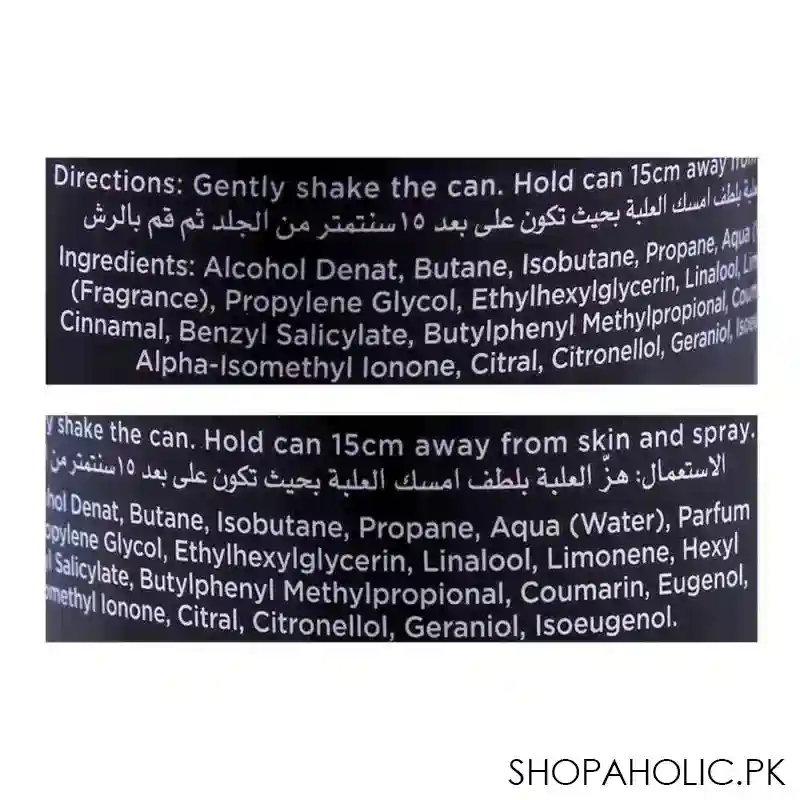 Directions: Gently shake the can. Hold can 15cm away from
بلطف امسك العلبة بحيث تكون على بعد ١٥سنتمتر من الجلد ثم قم بالرش
Ingredients: Alcohol Denat, Butane, Isobutane, Propane, Aqua
(Fragrance), Propylene Glycol, Ethylhexylglycerin, Linalool,
Cinnamal, Benzyl Salicylate, Butylphenyl Methylpropional,
Alpha-Isomethyl Ionone, Citral, Citronellol, Geraniol,
shake the can. Hold can 15cm away from skin and spray.
الاستعمال: هزّ العلبة بلطف امسك العلبة بحيث تكون على بعد ١٥سنتمتر من
Denat, Butane, Isobutane, Propane, Aqua (Water), Parfum
Glycol, Ethylhexylglycerin, Linalool, Limonene, Hexyl
Salicylate, Butylphenyl Methylpropional, Coumarin, Eugenol,
Ionone, Citral, Citronellol, Geraniol, Isoeugenol.
SHOPAHOLIC.PK